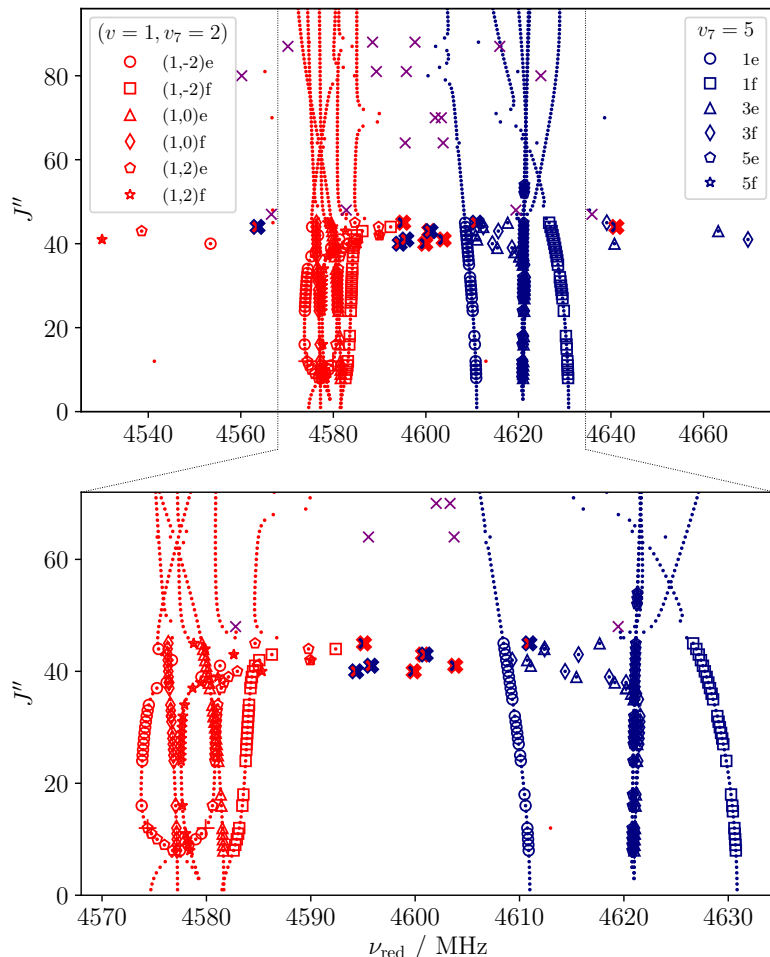 (v = 1, v₇ = 2)
(1,-2)e
(1,-2)f
(1,0)e
(1,0)f
(1,2)e
(1,2)f
v₇ = 5
1e
1f
3e
3f
5e
5f
J′′
80
60
40
20
0
4540 4560 4580 4600 4620 4640 4660
J′′
60
40
20
0
4570 4580 4590 4600 4610 4620 4630
ν_red / MHz